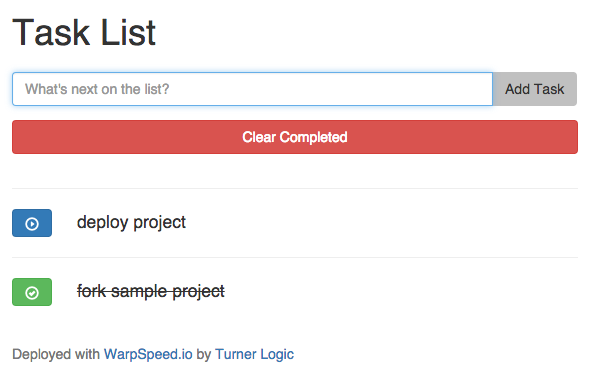 Task List
What's next on the list? Add Task
Clear Completed
deploy project
fork sample project
Deployed with WarpSpeed.io by Turner Logic